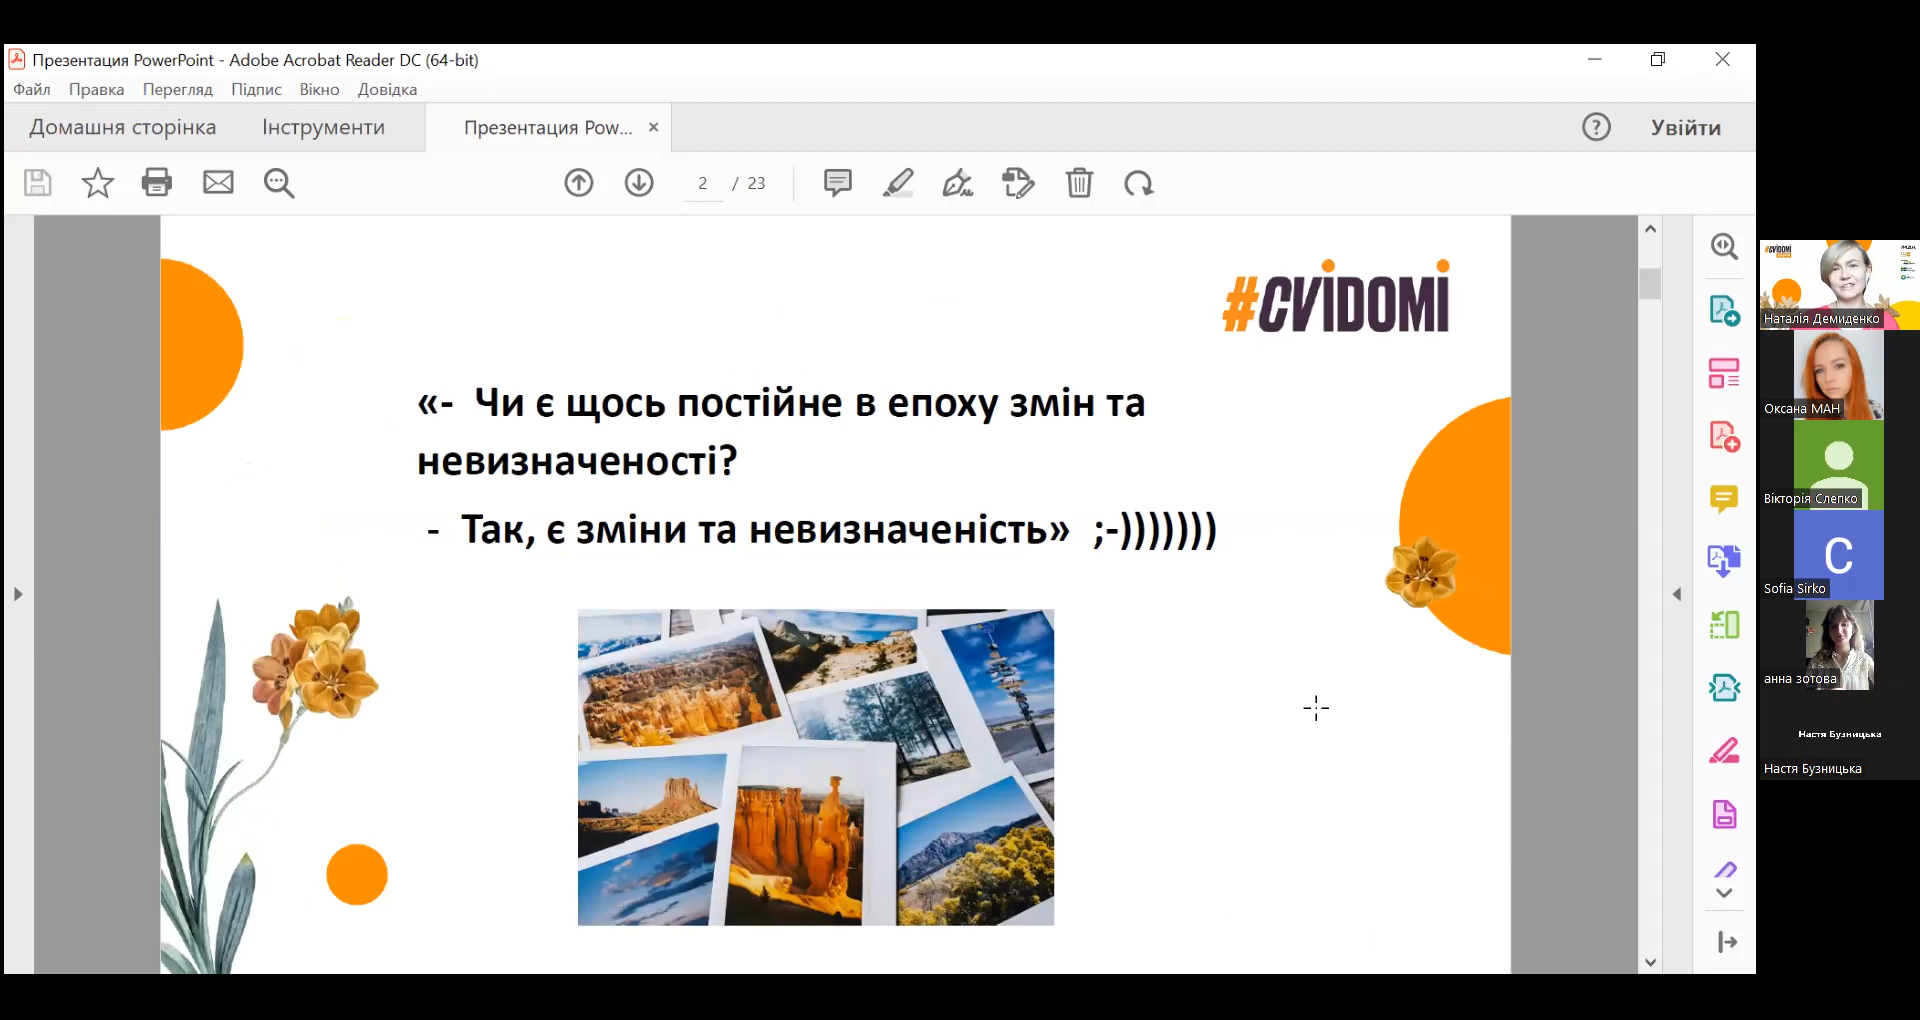 Презентация PowerPoint - Adobe Acrobat Reader DC (64-bit)
Файл Правка Перегляд Підпис Вікно Довідка
Домашня сторінка Інструменти Презентация Pow... × ? Увійти
2 / 23
#CVIDOMI
«- Чи є щось постійне в епоху змін та
невизначеності?
- Так, є зміни та невизначеність» ;-)))))))
#CVIDOMI
Наталія Демиденко
Оксана МАН
Вікторія Слепко
C
Sofia Sirko
анна зотова
Настя Бузницька
Настя Бузницька